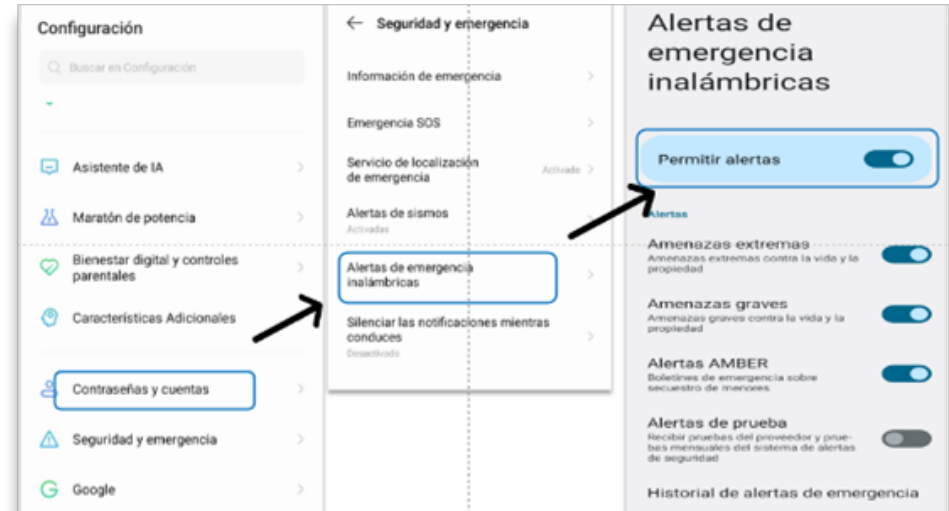 Configuración
Buscar en Configuración
Asistente de IA
Maratón de potencia
Bienestar digital y controles
parentales
Características Adicionales
Contraseñas y cuentas
Seguridad y emergencia
Google
Seguridad y emergencia
Información de emergencia
Emergencia SOS
Servicio de localización
de emergencia
Activado
Alertas de sismos
Activadas
Alertas de emergencia
inalámbricas
Silenciar las notificaciones mientras
conduces
Desactivado
Alertas de
emergencia
inalámbricas
Permitir alertas
Alertas
Amenazas extremas
Amenazas extremas contra la vida y la
propiedad
Amenazas graves
Amenazas graves contra la vida y la
propiedad
Alertas AMBER
Boletines de emergencia sobre
secuestro de menores
Alertas de prueba
Recibir pruebas del proveedor y prue-
bas mensuales del sistema de alertas
de seguridad
Historial de alertas de emergencia